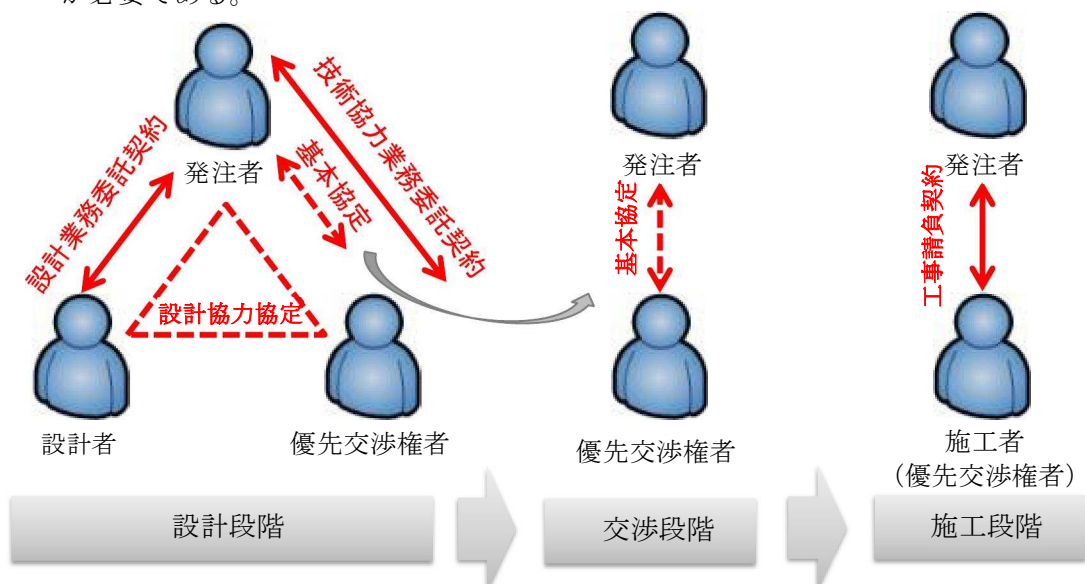 が必要である。
技術協力業務委託契約
設計業務委託契約
発注者
基本協定
設計協力協定
設計者
優先交渉権者
発注者
基本協定
優先交渉権者
発注者
工事請負契約
施工者
（優先交渉権者）
設計段階
交渉段階
施工段階